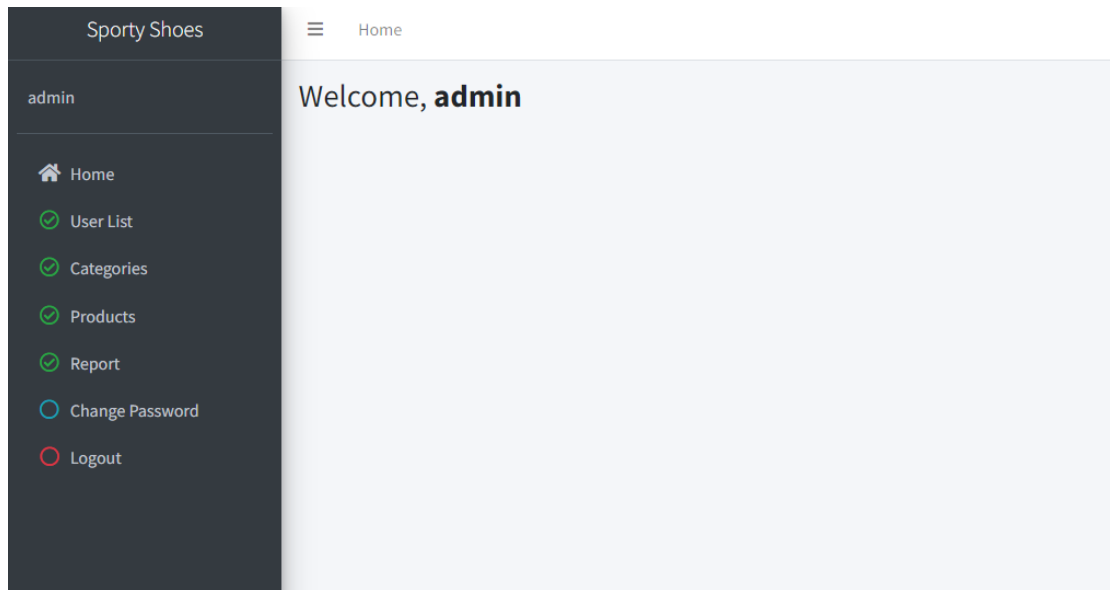 Sporty Shoes
admin
Home
User List
Categories
Products
Report
Change Password
Logout
Home
Welcome, admin